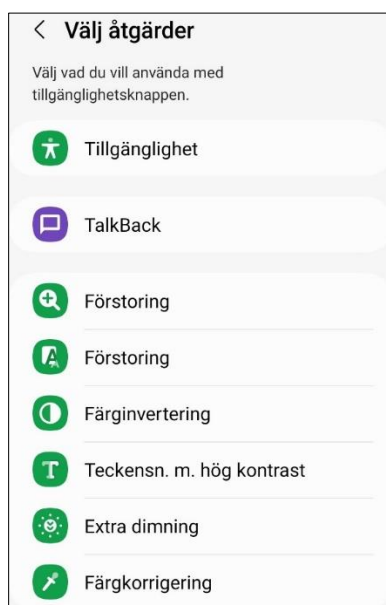 Välj åtgärder
Välj vad du vill använda med
tillgänglighetsknappen.
Tillgänglighet
TalkBack
Förstoring
Förstoring
Färginvertering
Teckensn. m. hög kontrast
Extra dimning
Färgkorrigering